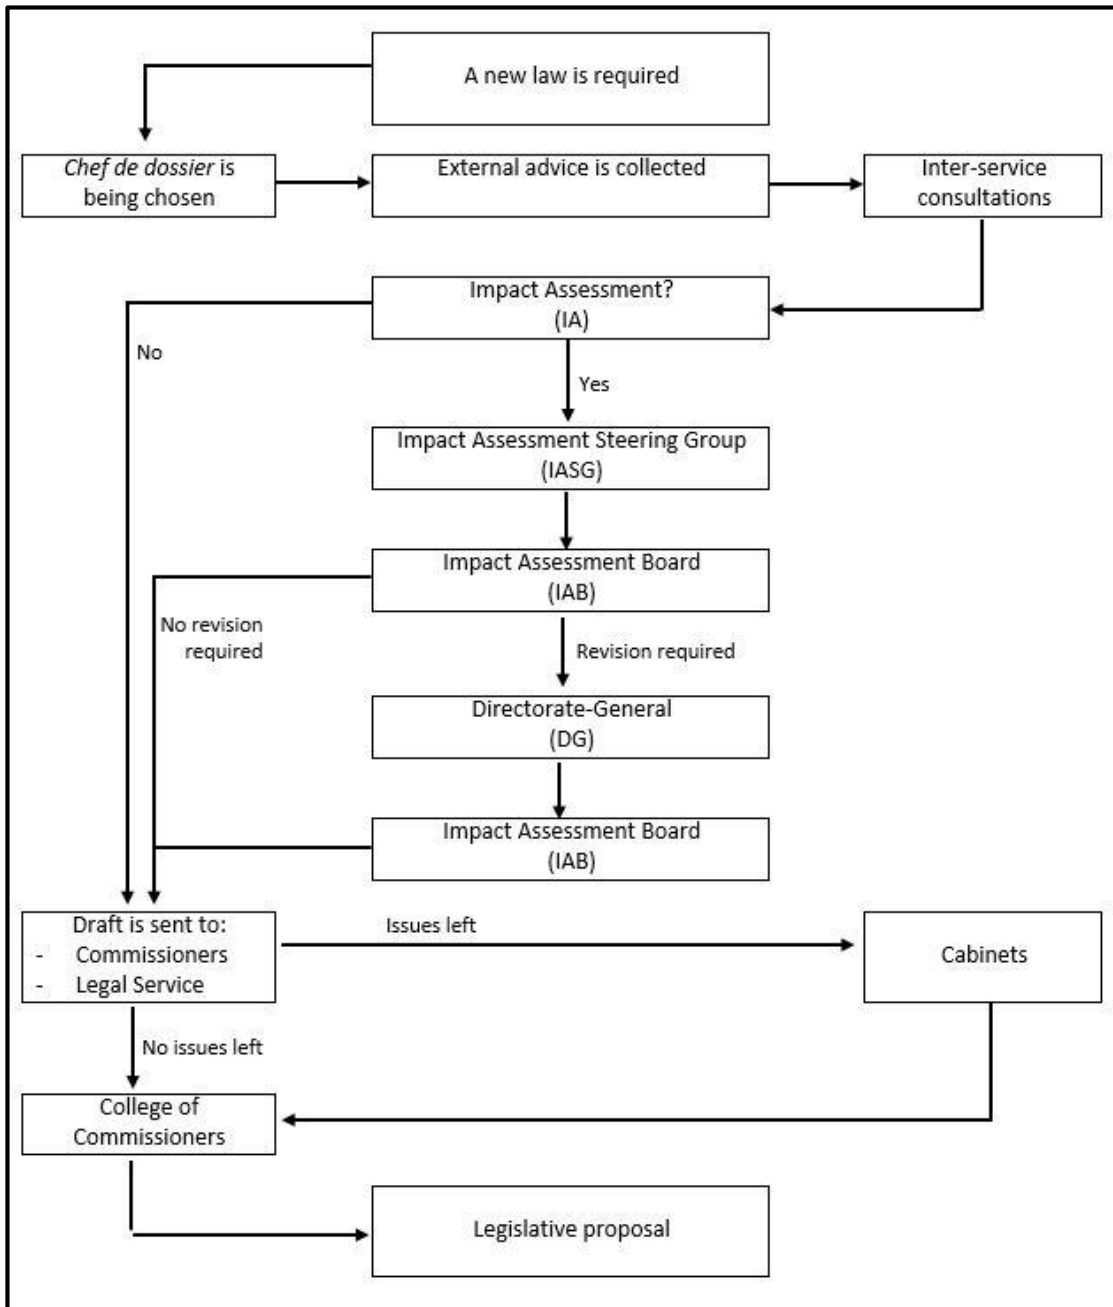 A new law is required
Chef de dossier is
being chosen
External advice is collected
Inter-service
consultations
Impact Assessment?
(IA)
No
Yes
Impact Assessment Steering Group
(IASG)
Impact Assessment Board
(IAB)
No revision
required
Revision required
Directorate-General
(DG)
Impact Assessment Board
(IAB)
Draft is sent to:
- Commissioners
- Legal Service
Issues left
Cabinets
No issues left
College of
Commissioners
Legislative proposal